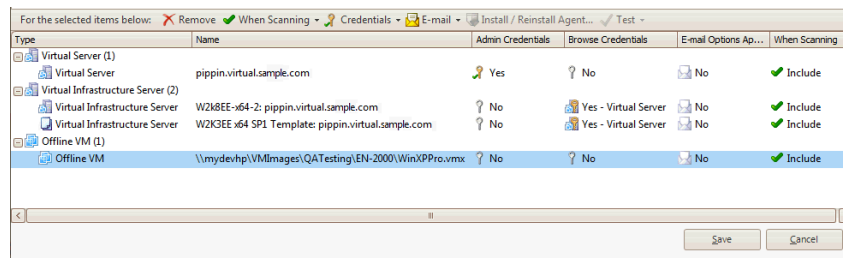 For the selected items below: Remove When Scanning Credentials E-mail Install / Reinstall Agent... Test
Type Name Admin Credentials Browse Credentials E-mail Options Ap... When Scanning
Virtual Server (1)
Virtual Server pippin.virtual.sample.com Yes No No Include
Virtual Infrastructure Server (2)
Virtual Infrastructure Server W2k8EE-x64-2: pippin.virtual.sample.com No Yes - Virtual Server No Include
Virtual Infrastructure Server W2K3EE x64 SP1 Template: pippin.virtual.sample.com No Yes - Virtual Server No Include
Offline VM (1)
Offline VM \\mydevhp\VMImages\QATesting\EN-2000\WinXPPro.vmx No No No Include
Save Cancel